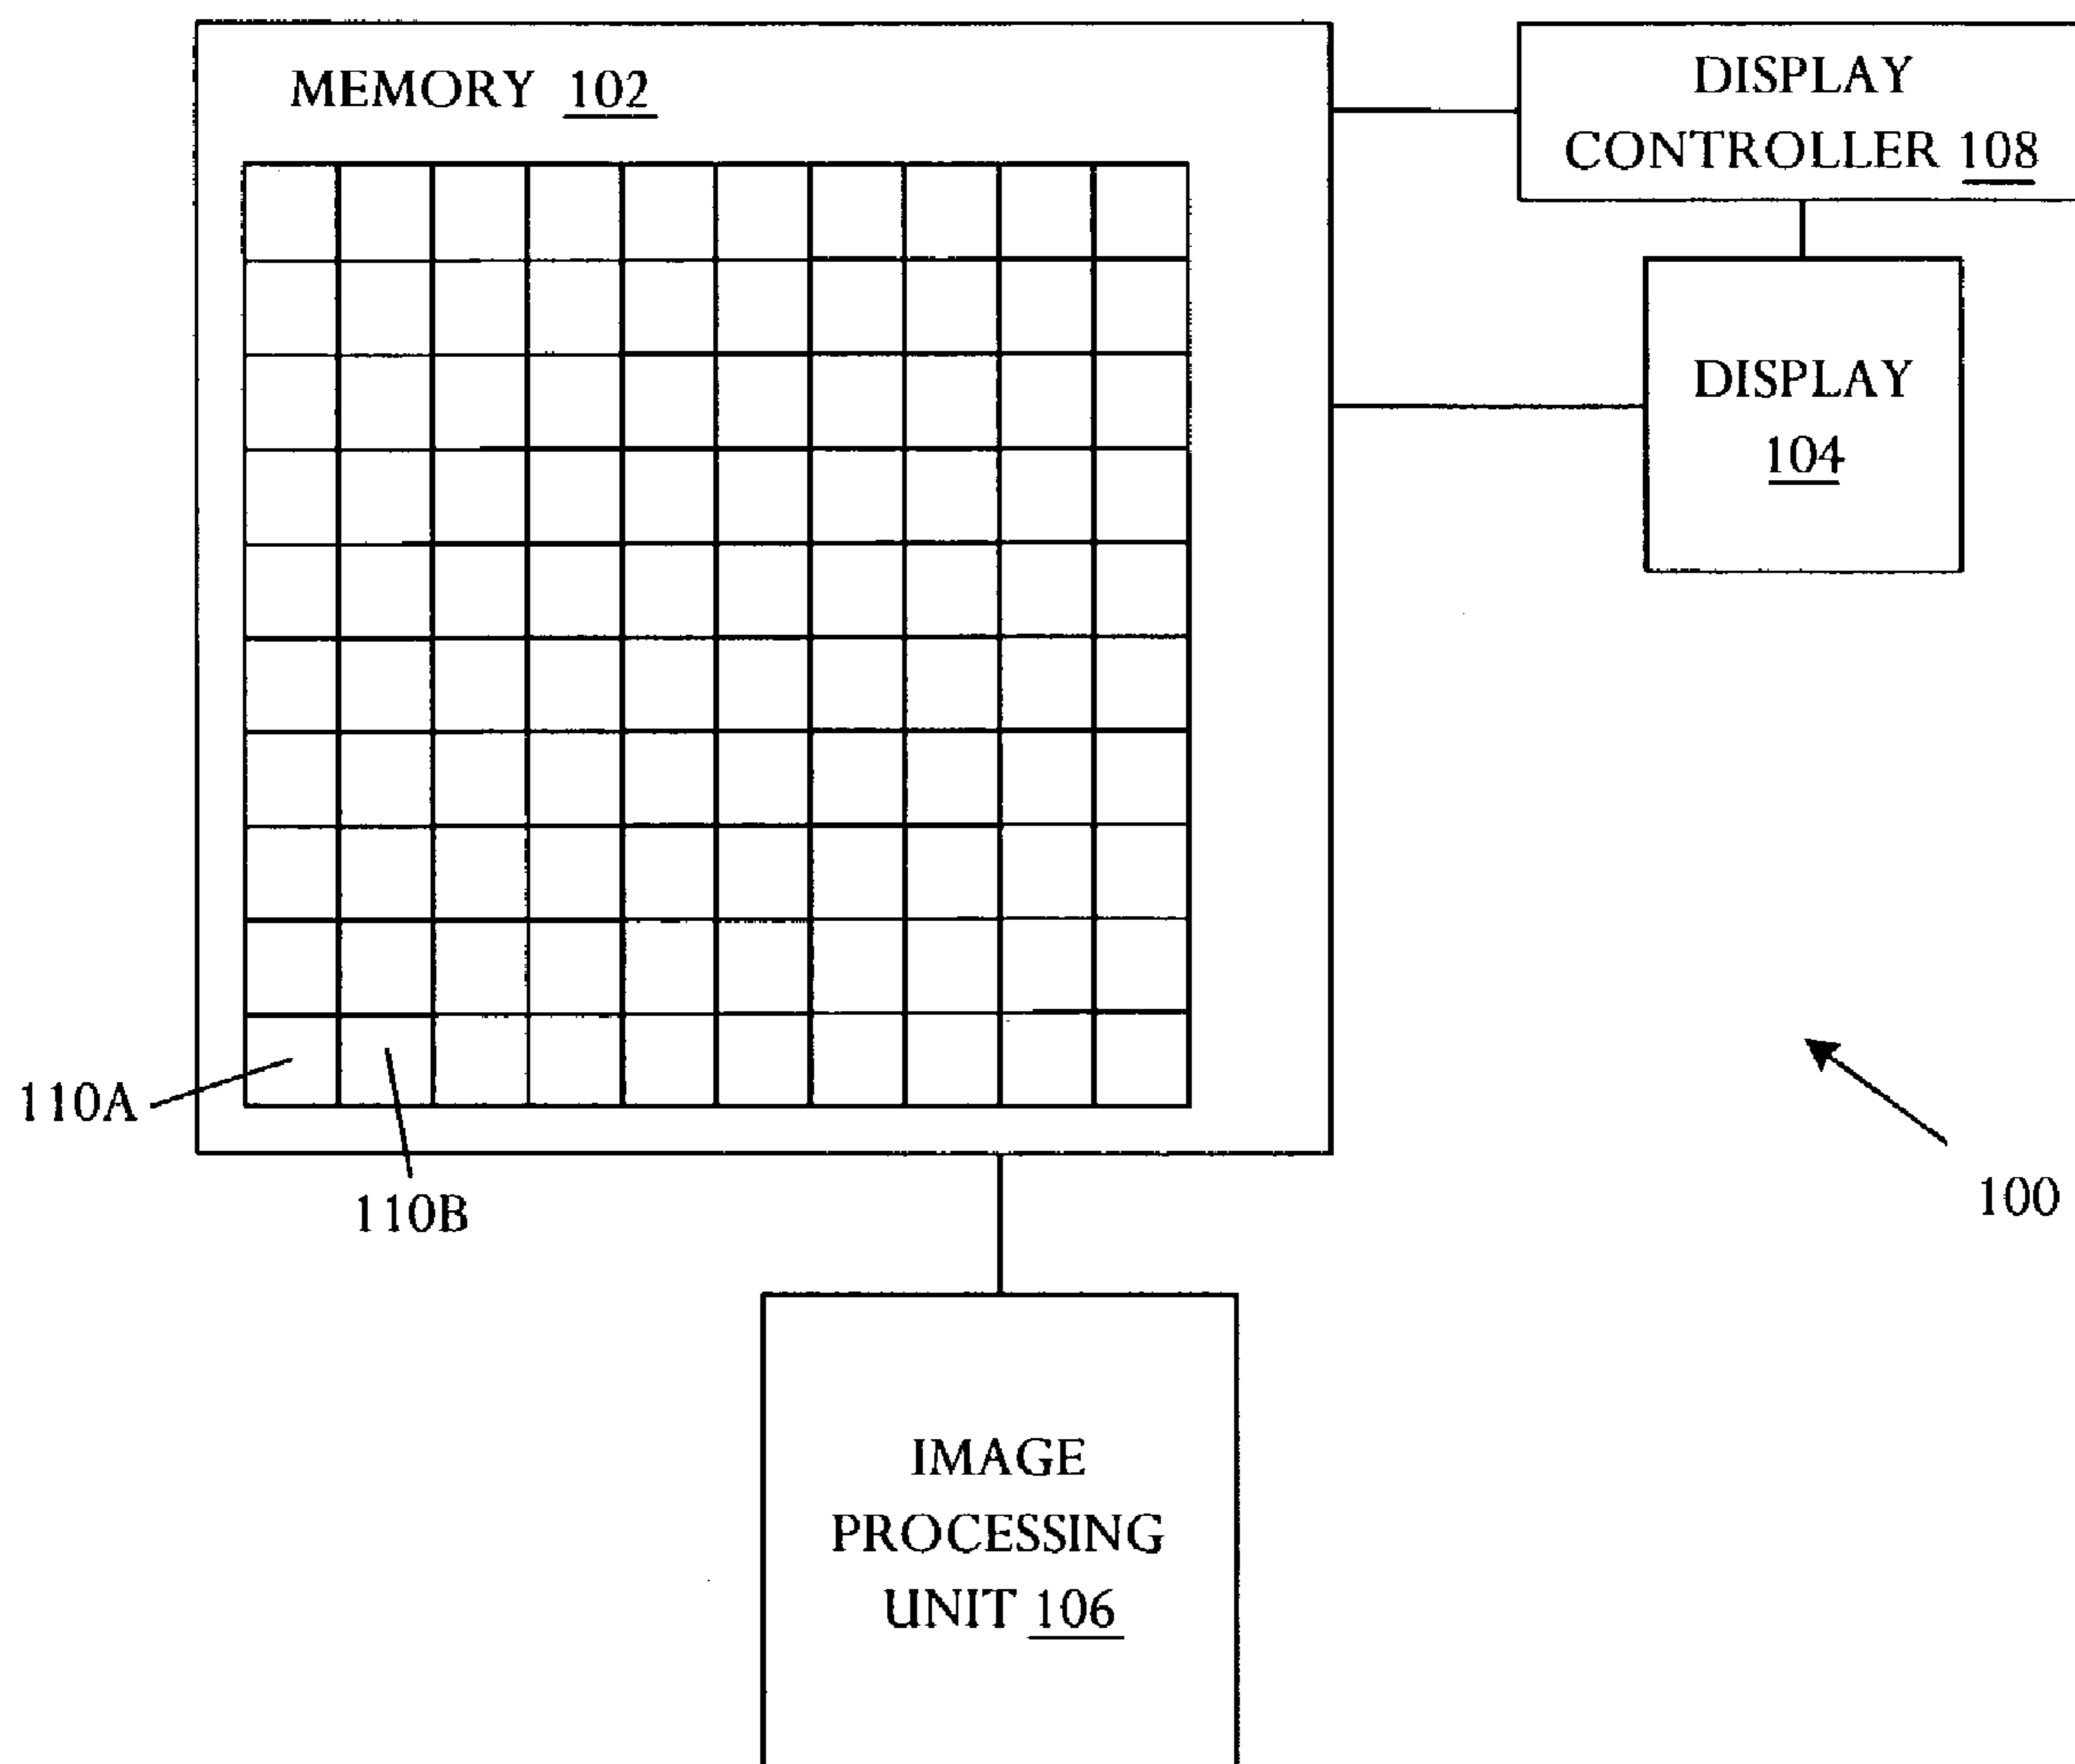 MEMORY 102
DISPLAY
CONTROLLER 108
DISPLAY
104
110A
110B
100
IMAGE
PROCESSING
UNIT 106